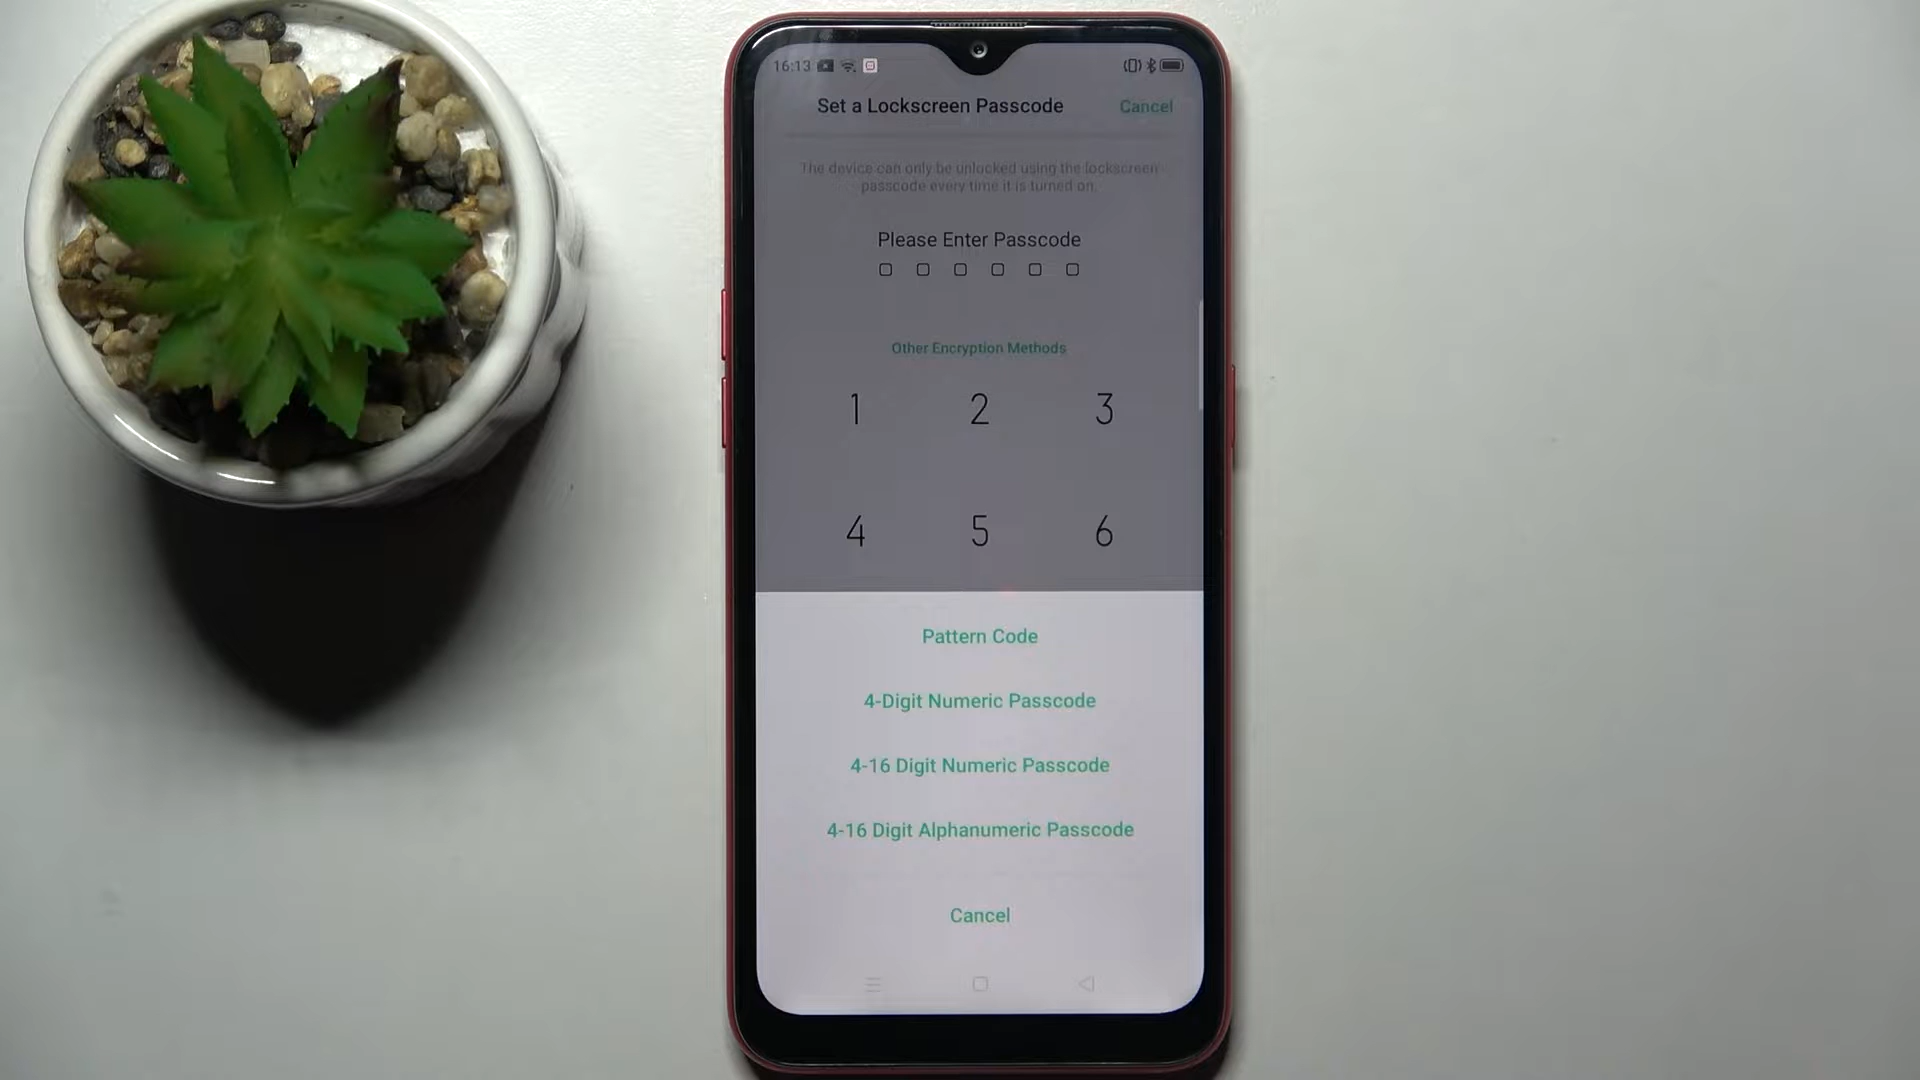 16:13
Set a Lockscreen Passcode Cancel
The device can only be unlocked using the lockscreen
passcode every time it is turned on.
Please Enter Passcode
Other Encryption Methods
1 2 3
4 5 6
Pattern Code
4-Digit Numeric Passcode
4-16 Digit Numeric Passcode
4-16 Digit Alphanumeric Passcode
Cancel